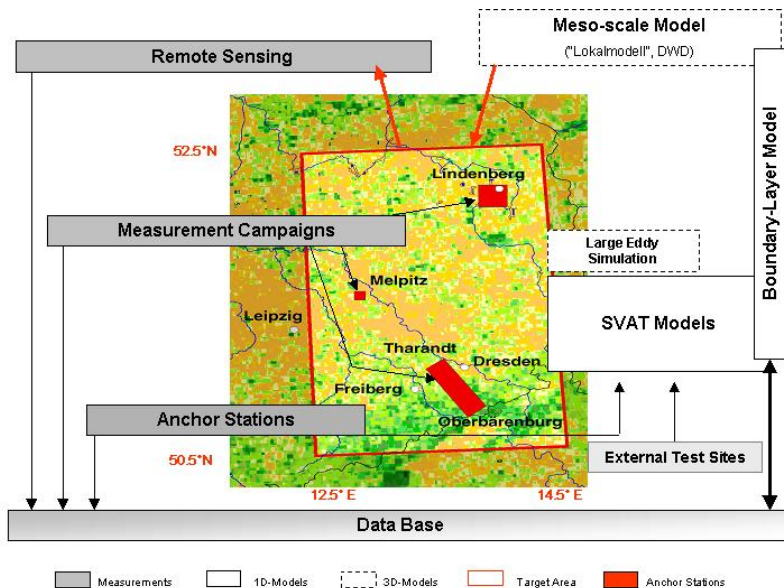 Meso-scale Model
("Lokalmodell", DWD)
Remote Sensing
52.5°N
Lindenberg
Boundary-Layer Model
Measurement Campaigns
Large Eddy
Simulation
Melpitz
Leipzig
SVAT Models
Tharandt
Dresden
Freiberg
Anchor Stations
Oberbärenburg
50.5°N
External Test Sites
12.5° E
14.5° E
Data Base
Measurements
1D-Models
3D-Models
Target Area
Anchor Stations